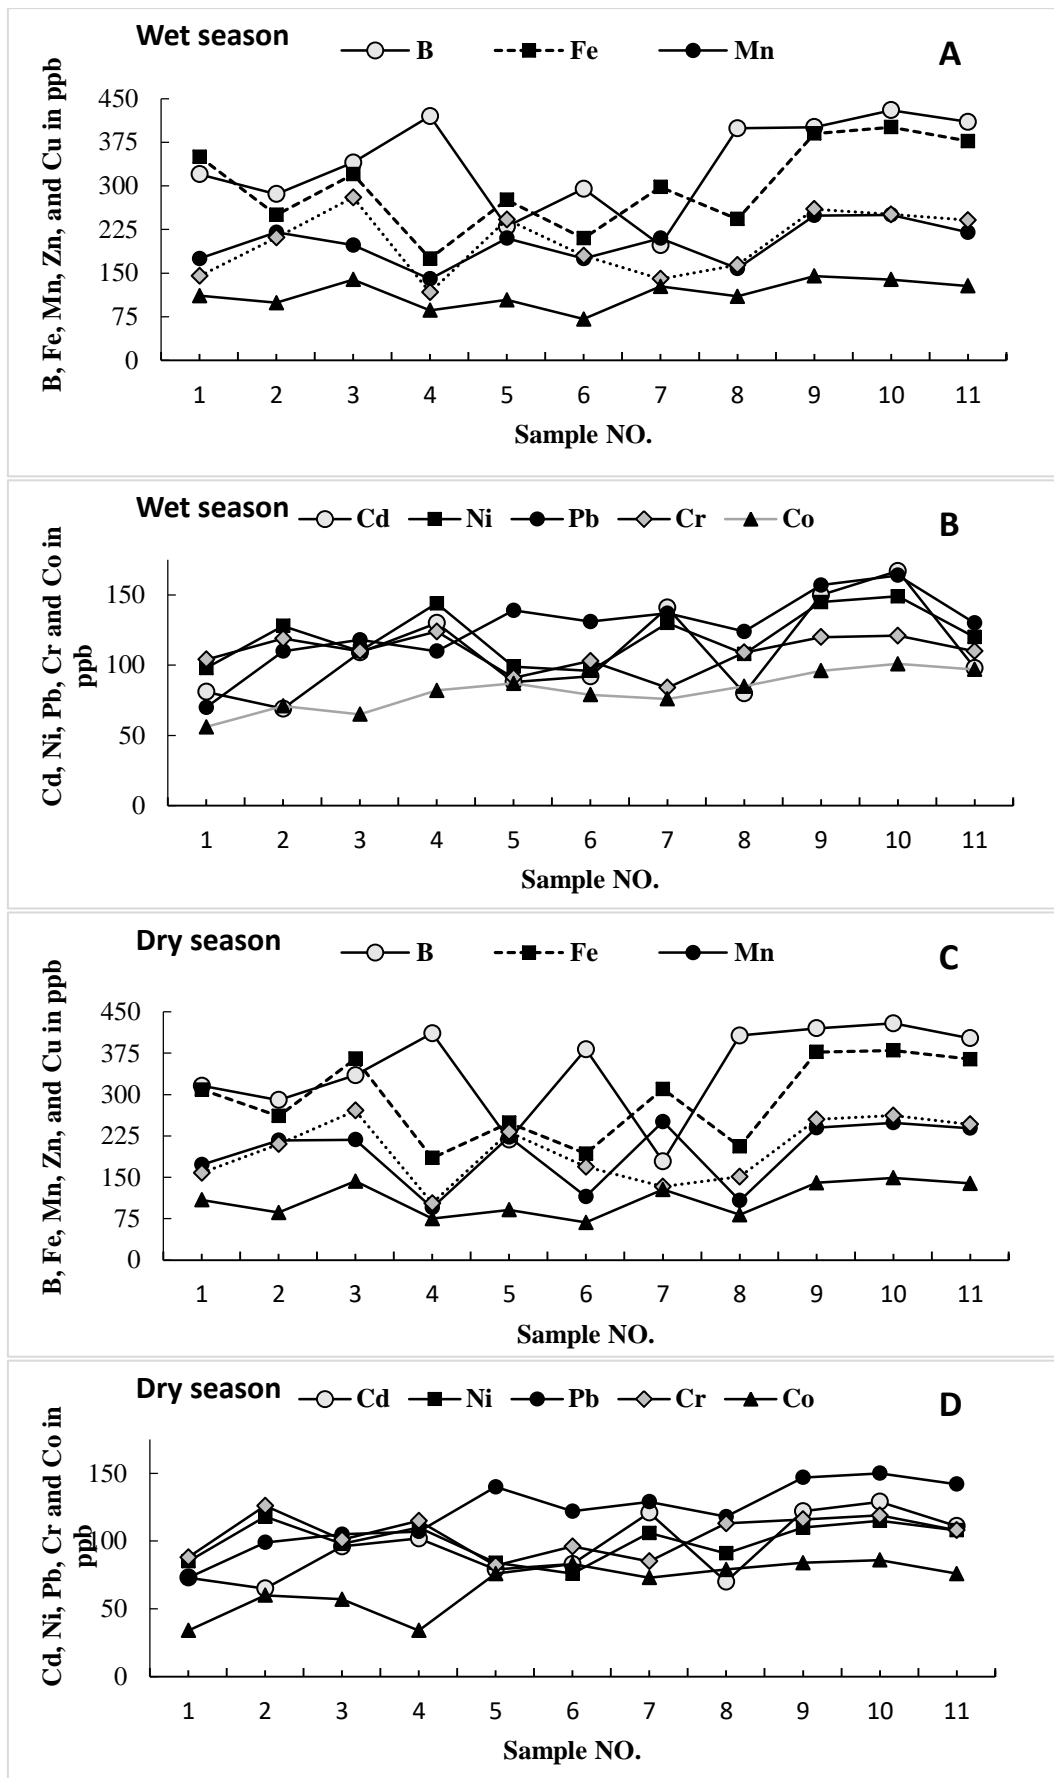 Wet season
B Fe Mn
A
B, Fe, Mn, Zn, and Cu in ppb
450
375
300
225
150
75
0
1 2 3 4 5 6 7 8 9 10 11
Sample NO.
Wet season
Cd Ni Pb Cr Co
B
Cd, Ni, Pb, Cr and Co in
ppb
150
100
50
0
1 2 3 4 5 6 7 8 9 10 11
Sample NO.
Dry season
B Fe Mn
C
B, Fe, Mn, Zn, and Cu in ppb
450
375
300
225
150
75
0
1 2 3 4 5 6 7 8 9 10 11
Sample NO.
Dry season
Cd Ni Pb Cr Co
D
Cd, Ni, Pb, Cr and Co in
ppb
150
100
50
0
1 2 3 4 5 6 7 8 9 10 11
Sample NO.